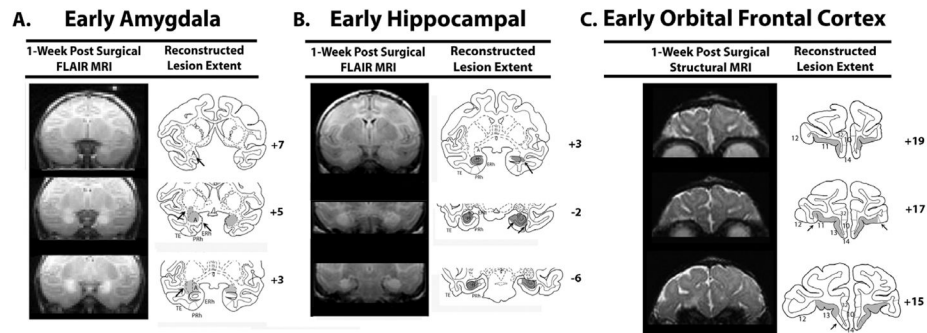 A. Early Amygdala
1-Week Post Surgical FLAIR MRI
Reconstructed Lesion Extent
+7
+5
A
ERh
TE
PRh
+3
A
ERh
TE
PRh
B. Early Hippocampal
1-Week Post Surgical FLAIR MRI
Reconstructed Lesion Extent
+3
ERh
TE
PRh
-2
TE
PRh
-6
C. Early Orbital Frontal Cortex
1-Week Post Surgical Structural MRI
Reconstructed Lesion Extent
+19
12
11
10
14
+17
12
11
13
10
14
+15
12
13